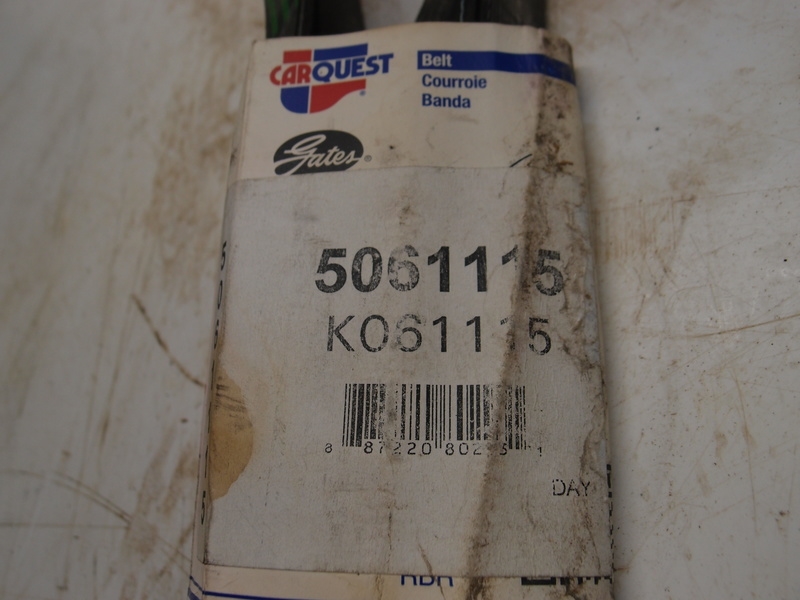 CARQUEST
Belt
Courroie
Banda
Gates
5061115
K061115
DAY